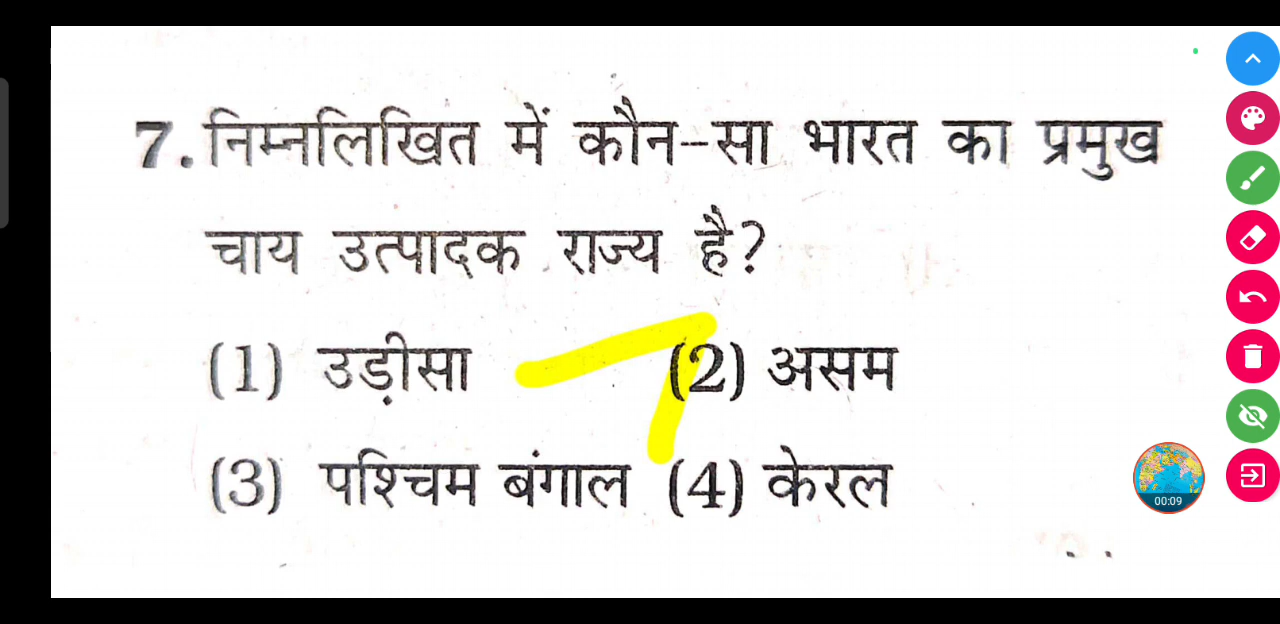 7. निम्नलिखित में कौन-सा भारत का प्रमुख
चाय उत्पादक राज्य है?
(1) उड़ीसा (2) असम
(3) पश्चिम बंगाल (4) केरल
00:09